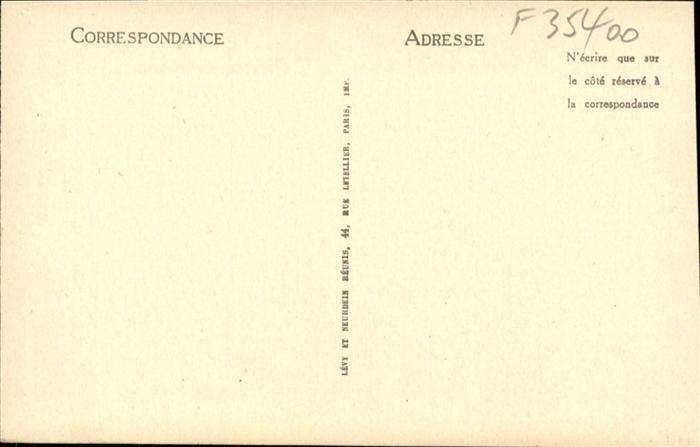 CORRESPONDANCE
ADRESSE
F 35400
N'écrire que sur
le côté réservé à
la correspondance
LÉVY ET NEURDEIN RÉUNIS, 44, RUE LETELLIER, PARIS, IMP.